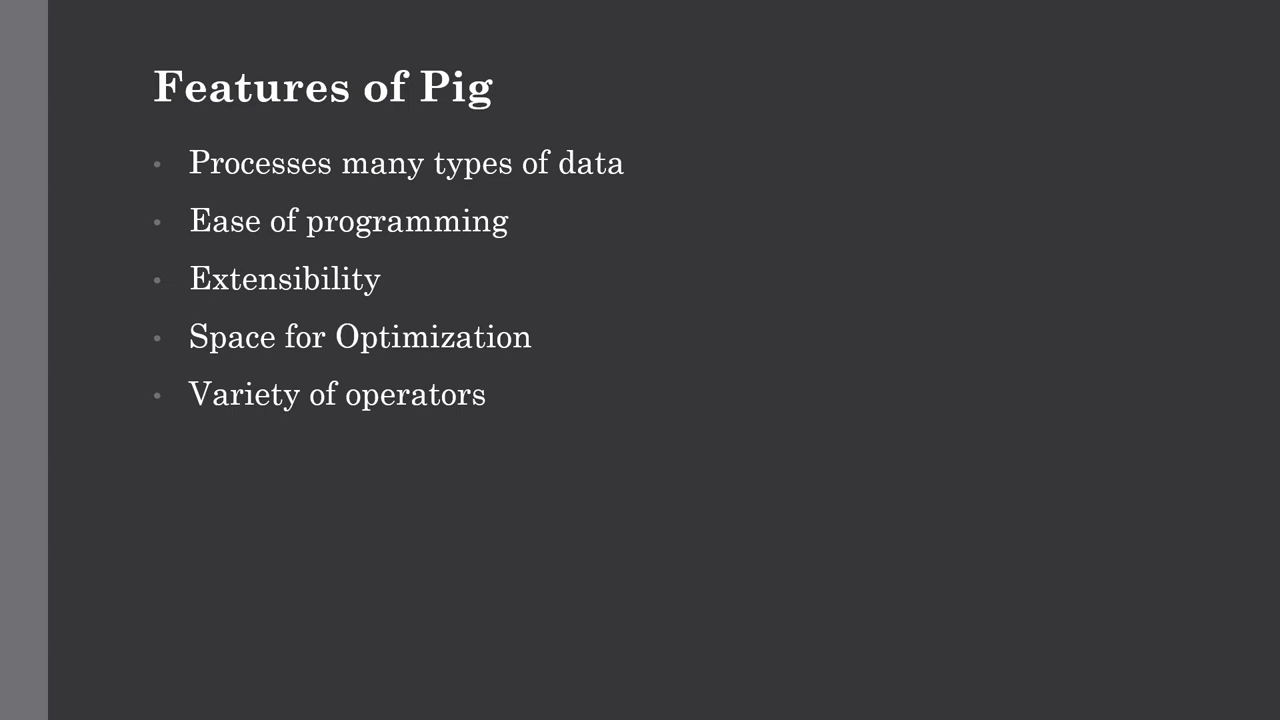 Features of Pig
• Processes many types of data
• Ease of programming
• Extensibility
• Space for Optimization
• Variety of operators